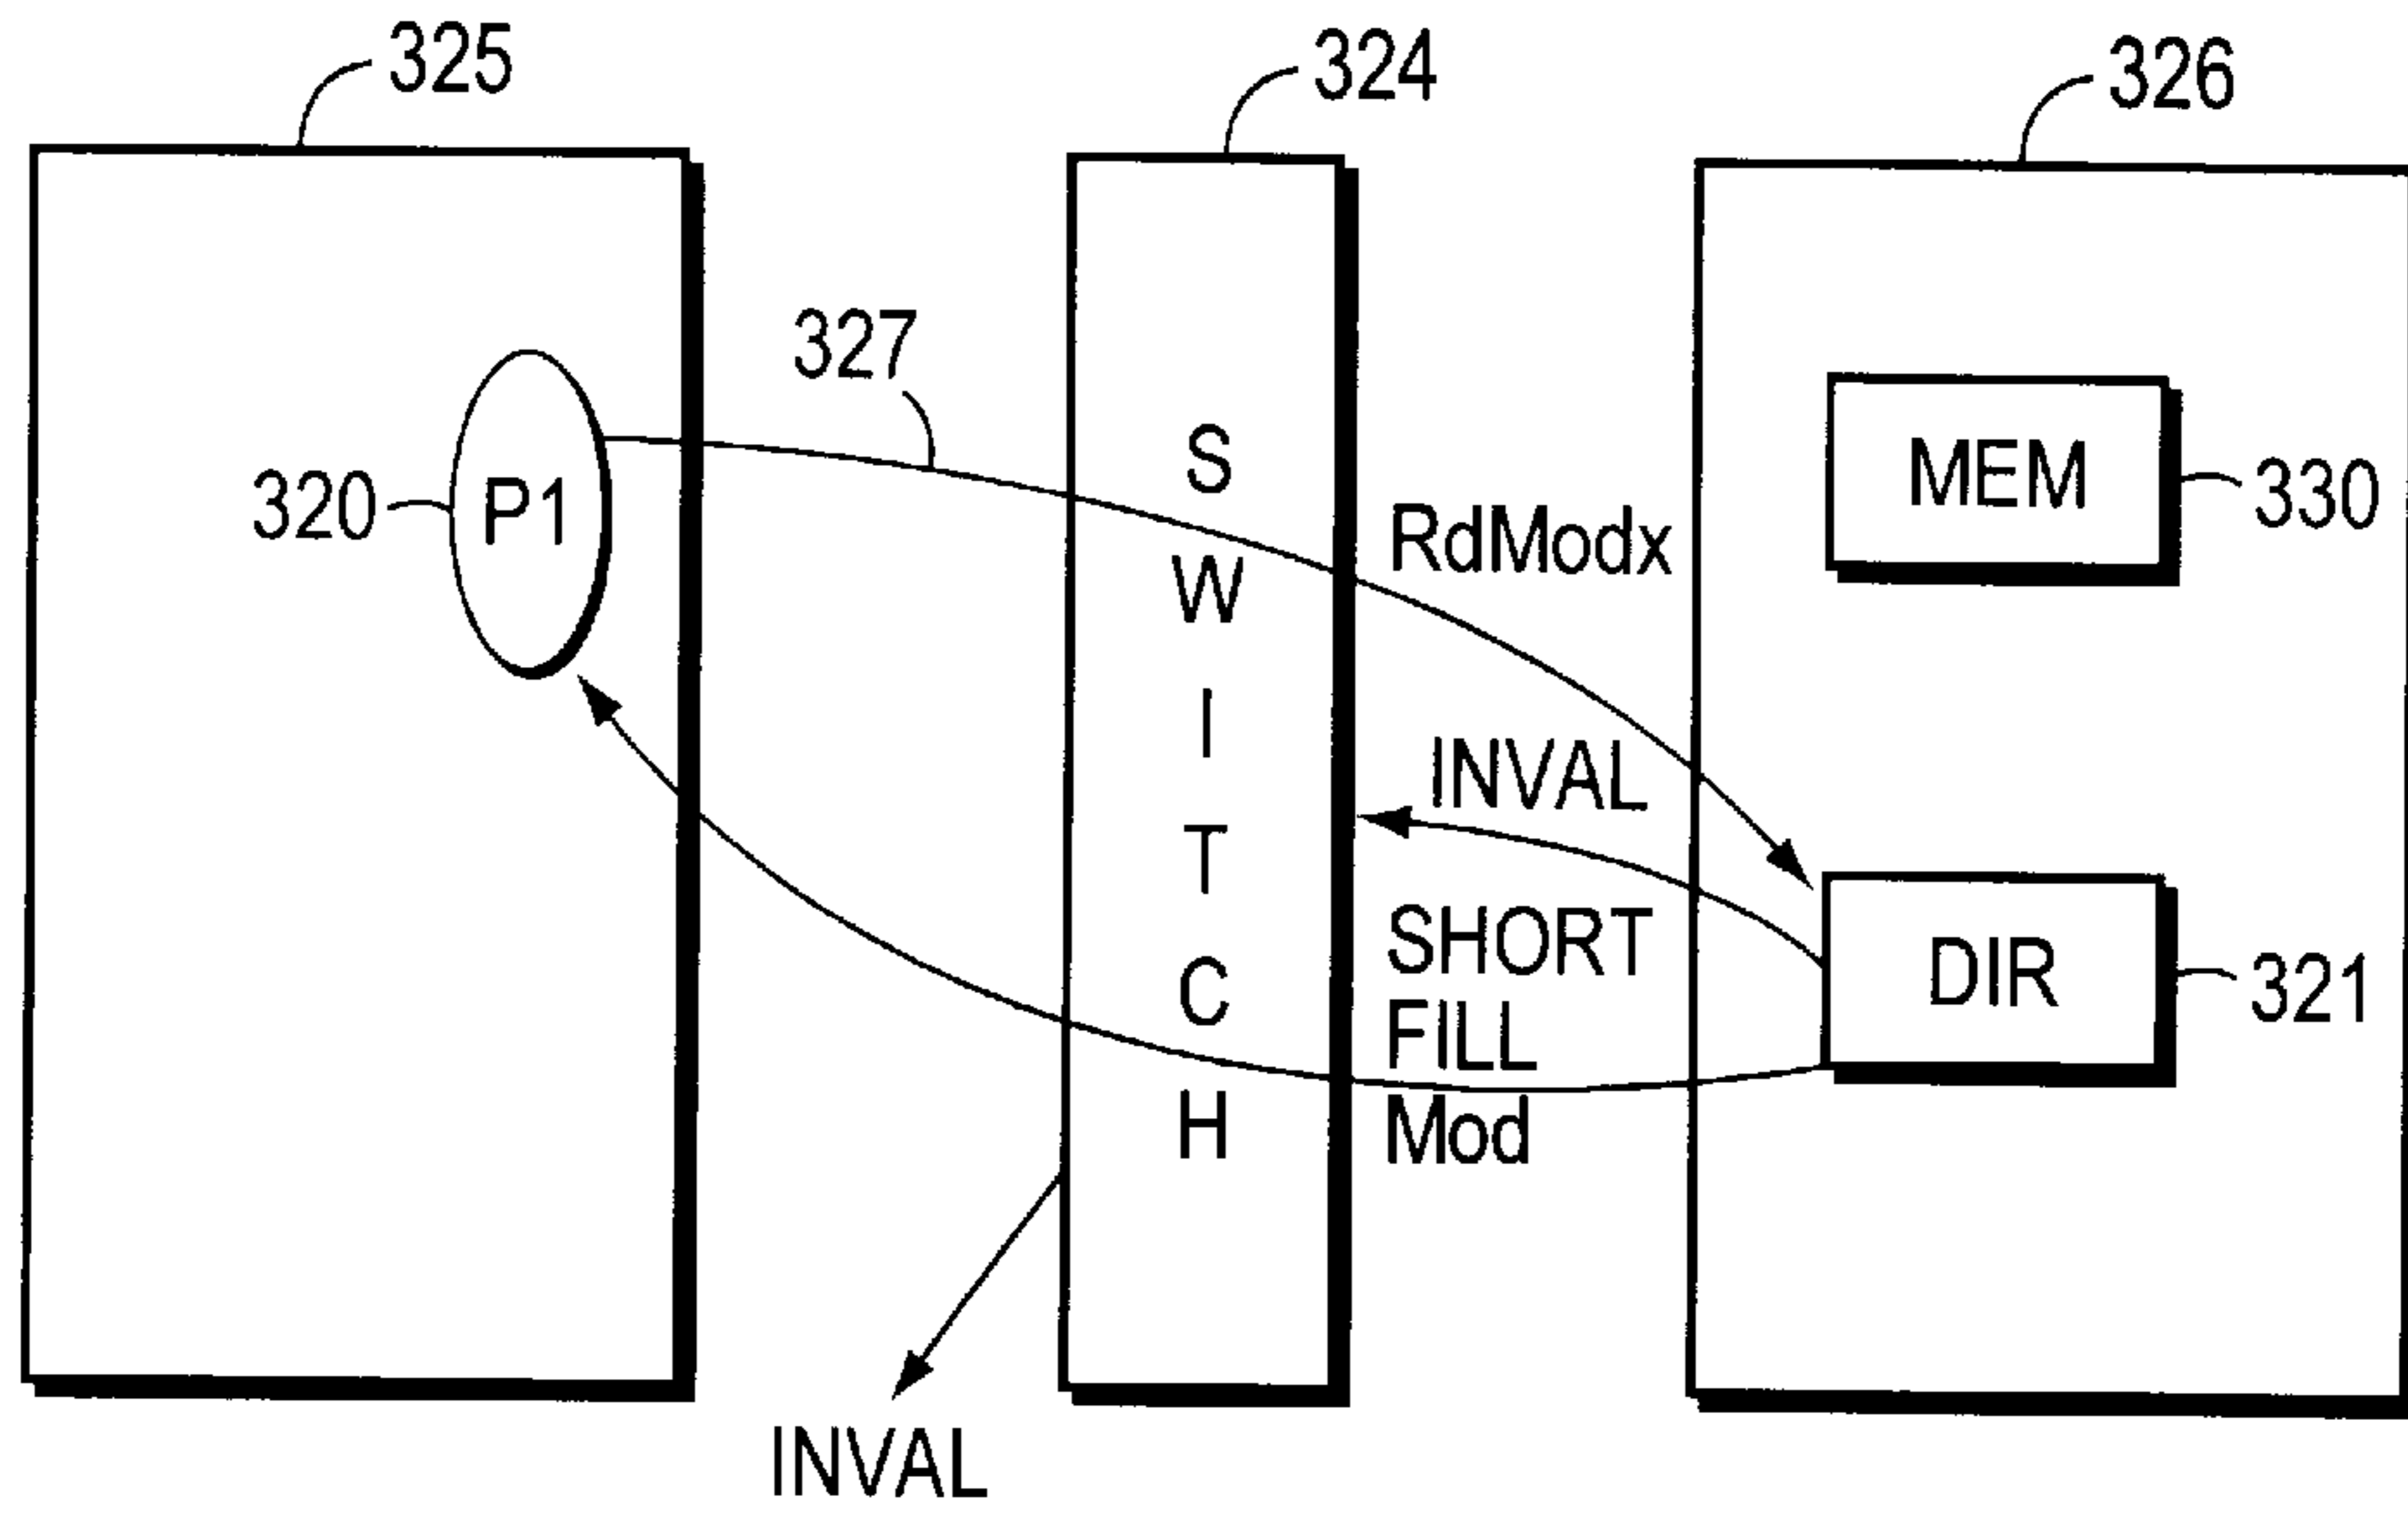 325
324
326
327
S
W
I
T
C
H
320
P1
RdModx
MEM
330
INVAL
SHORT
FILL
Mod
DIR
321
INVAL